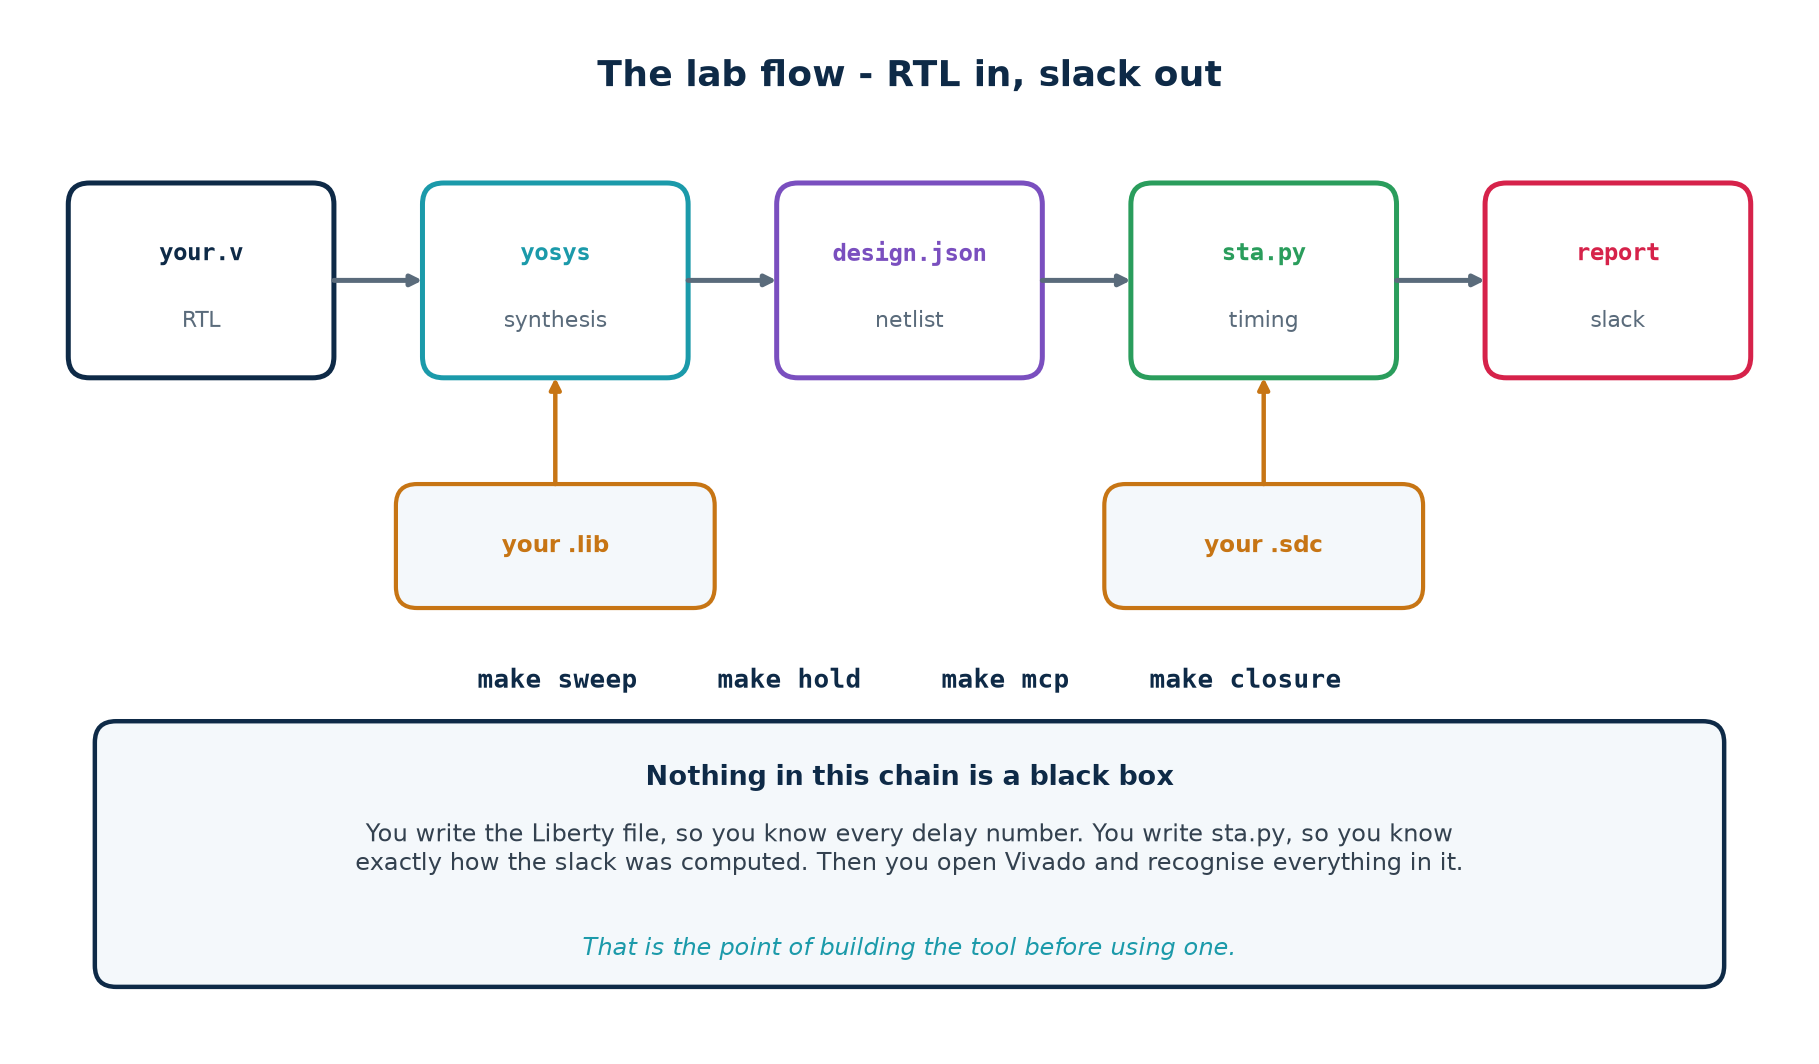 The lab flow - RTL in, slack out
your.v
RTL
yosys
synthesis
design.json
netlist
sta.py
timing
report
slack
your .lib
your .sdc
make sweep make hold make mcp make closure
Nothing in this chain is a black box
You write the Liberty file, so you know every delay number. You write sta.py, so you know
exactly how the slack was computed. Then you open Vivado and recognise everything in it.
That is the point of building the tool before using one.